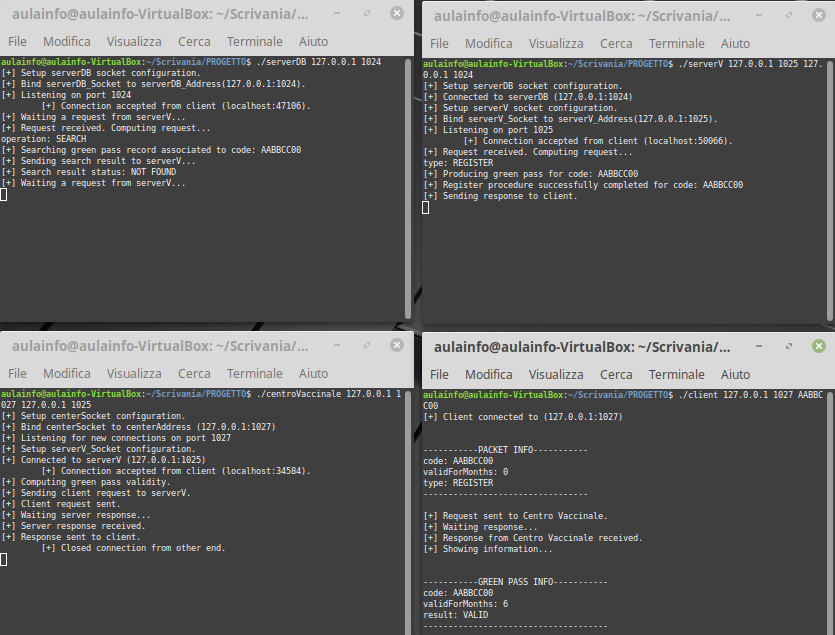 aulainfo@aulainfo-VirtualBox: ~/Scrivania/...
File Modifica Visualizza Cerca Terminale Aiuto
aulainfo@aulainfo-VirtualBox:~/Scrivania/PROGETTO$ ./serverDB 127.0.0.1 1024
[+] Setup serverDB socket configuration.
[+] Bind serverDB_Socket to serverDB_Address(127.0.0.1:1024).
[+] Listening on port 1024
[+] Connection accepted from client (localhost:47106).
[+] Waiting a request from serverV...
[+] Request received. Computing request...
operation: SEARCH
[+] Searching green pass record associated to code: AABBCC00
[+] Sending search result to serverV...
[+] Search result status: NOT FOUND
[+] Waiting a request from serverV...
aulainfo@aulainfo-VirtualBox: ~/Scrivania/...
File Modifica Visualizza Cerca Terminale Aiuto
aulainfo@aulainfo-VirtualBox:~/Scrivania/PROGETTO$ ./serverV 127.0.0.1 1025 127.
0.0.1 1024
[+] Setup serverDB socket configuration.
[+] Connected to serverDB (127.0.0.1:1024)
[+] Setup serverV socket configuration.
[+] Bind serverV_Socket to serverV_Address(127.0.0.1:1025).
[+] Listening on port 1025
[+] Connection accepted from client (localhost:50066).
[+] Request received. Computing request...
type: REGISTER
[+] Producing green pass for code: AABBCC00
[+] Register procedure successfully completed for code: AABBCC00
[+] Sending response to client.
aulainfo@aulainfo-VirtualBox: ~/Scrivania/...
File Modifica Visualizza Cerca Terminale Aiuto
aulainfo@aulainfo-VirtualBox:~/Scrivania/PROGETTO$ ./centroVaccinale 127.0.0.1 1
027 127.0.0.1 1025
[+] Setup centerSocket configuration.
[+] Bind centerSocket to centerAddress (127.0.0.1:1027)
[+] Listening for new connections on port 1027
[+] Setup serverV_Socket configuration.
[+] Connected to serverV (127.0.0.1:1025)
[+] Connection accepted from client (localhost:34584).
[+] Computing green pass validity.
[+] Sending client request to serverV.
[+] Client request sent.
[+] Waiting server response...
[+] Server response received.
[+] Response sent to client.
[+] Closed connection from other end.
aulainfo@aulainfo-VirtualBox: ~/Scrivania/...
File Modifica Visualizza Cerca Terminale Aiuto
aulainfo@aulainfo-VirtualBox:~/Scrivania/PROGETTO$ ./client 127.0.0.1 1027 AABBC
C00
[+] Client connected to (127.0.0.1:1027)
-----------PACKET INFO-----------
code: AABBCC00
validForMonths: 0
type: REGISTER
---------------------------------
[+] Request sent to Centro Vaccinale.
[+] Waiting response...
[+] Response from Centro Vaccinale received.
[+] Showing information...
-----------GREEN PASS INFO-----------
code: AABBCC00
validForMonths: 6
result: VALID
-------------------------------------